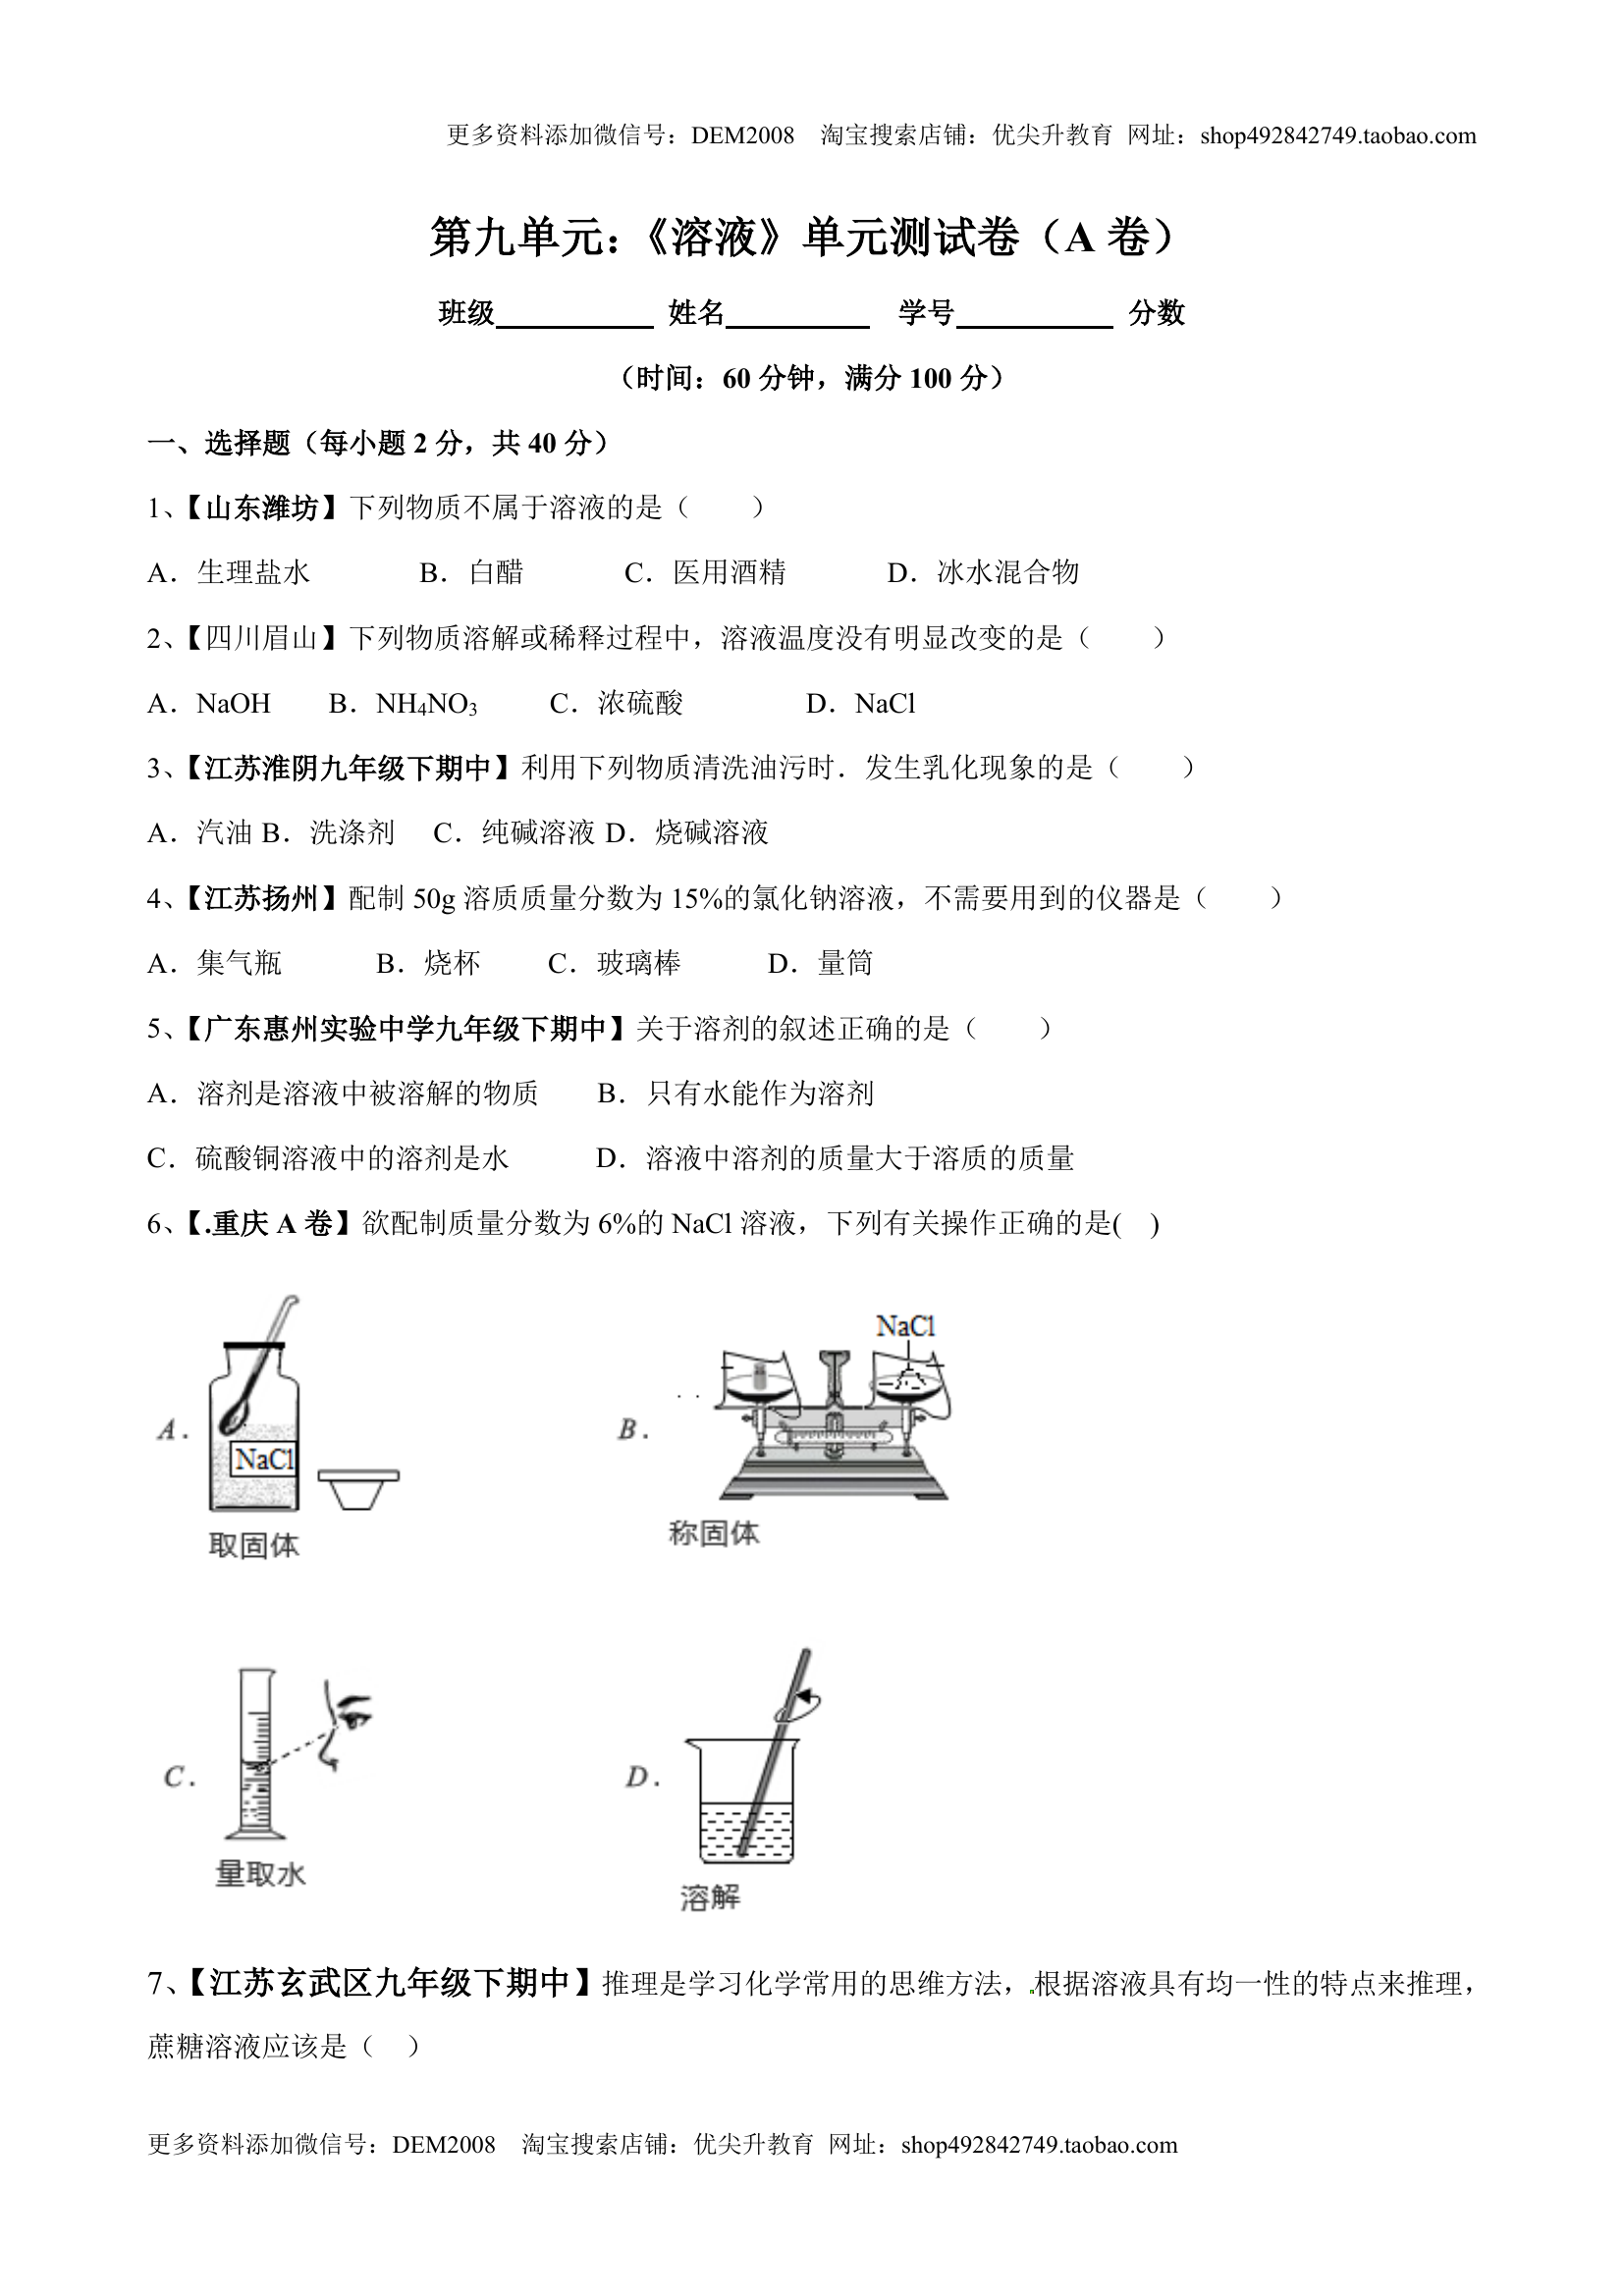 更多资料添加微信号：DEM2008 淘宝搜索店铺：优尖升教育 网址：shop492842749.taobao.com
第九单元：《溶液》单元测试卷（A 卷）
班级__________ 姓名__________ 学号__________ 分数
（时间：60 分钟，满分 100 分）
一、选择题（每小题 2 分，共 40 分）
1、【山东潍坊】下列物质不属于溶液的是（ ）
A．生理盐水 B．白醋 C．医用酒精 D．冰水混合物
2、【四川眉山】下列物质溶解或稀释过程中，溶液温度没有明显改变的是（ ）
A．NaOH B．NH₄NO₃ C．浓硫酸 D．NaCl
3、【江苏淮阴九年级下期中】利用下列物质清洗油污时．发生乳化现象的是（ ）
A．汽油 B．洗涤剂 C．纯碱溶液 D．烧碱溶液
4、【江苏扬州】配制 50g 溶质质量分数为 15%的氯化钠溶液，不需要用到的仪器是（ ）
A．集气瓶 B．烧杯 C．玻璃棒 D．量筒
5、【广东惠州实验中学九年级下期中】关于溶剂的叙述正确的是（ ）
A．溶剂是溶液中被溶解的物质 B．只有水能作为溶剂
C．硫酸铜溶液中的溶剂是水 D．溶液中溶剂的质量大于溶质的质量
6、【.重庆 A 卷】欲配制质量分数为 6%的 NaCl 溶液，下列有关操作正确的是( )
NaCl
A. B.
NaCl
取固体 称固体
C. D.
量取水 溶解
7、【江苏玄武区九年级下期中】推理是学习化学常用的思维方法，根据溶液具有均一性的特点来推理，
蔗糖溶液应该是（ ）
更多资料添加微信号：DEM2008 淘宝搜索店铺：优尖升教育 网址：shop492842749.taobao.com